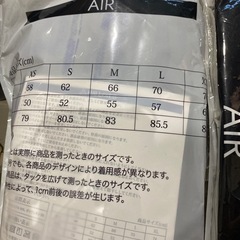 AIR
(cm)
XS S M L
58 62 66 70
50 52 55 57
79 80.5 83 85.5
は実際に商品を測ったときのサイズです。
も、各商品のデザインにより着用感が異なります。
は、タックを広げて測ったときのサイズです。
によって、1cm前後の誤差が生じます。
AIR